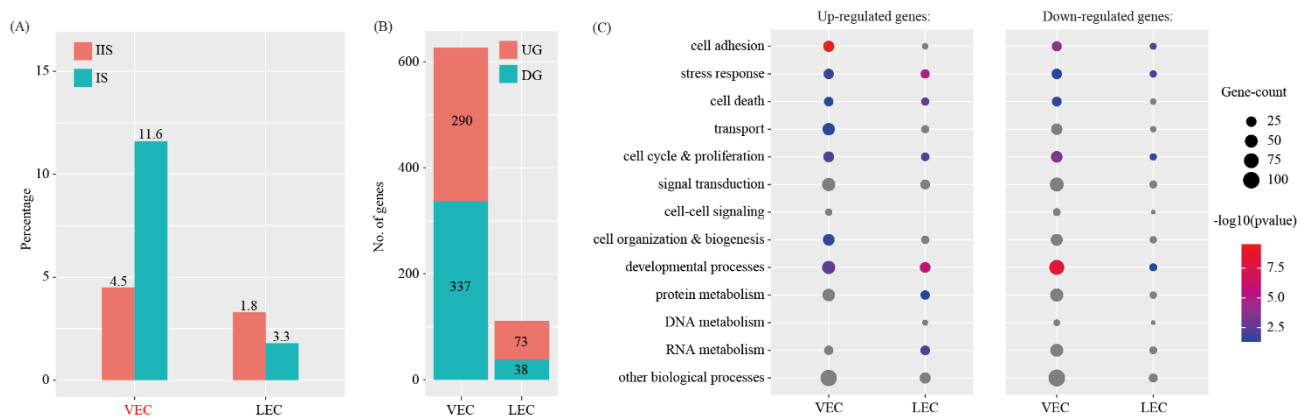 (A)
IIS
IS
15
10
5
0
Percentage
4.5
11.6
1.8
3.3
VEC
LEC
(B)
UG
DG
600
400
200
0
No. of genes
290
337
73
38
VEC
LEC
(C)
Up-regulated genes:
Down-regulated genes:
cell adhesion
stress response
cell death
transport
cell cycle & proliferation
signal transduction
cell-cell signaling
cell organization & biogenesis
developmental processes
protein metabolism
DNA metabolism
RNA metabolism
other biological processes
VEC
LEC
VEC
LEC
Gene-count
25
50
75
100
-log10(pvalue)
7.5
5.0
2.5